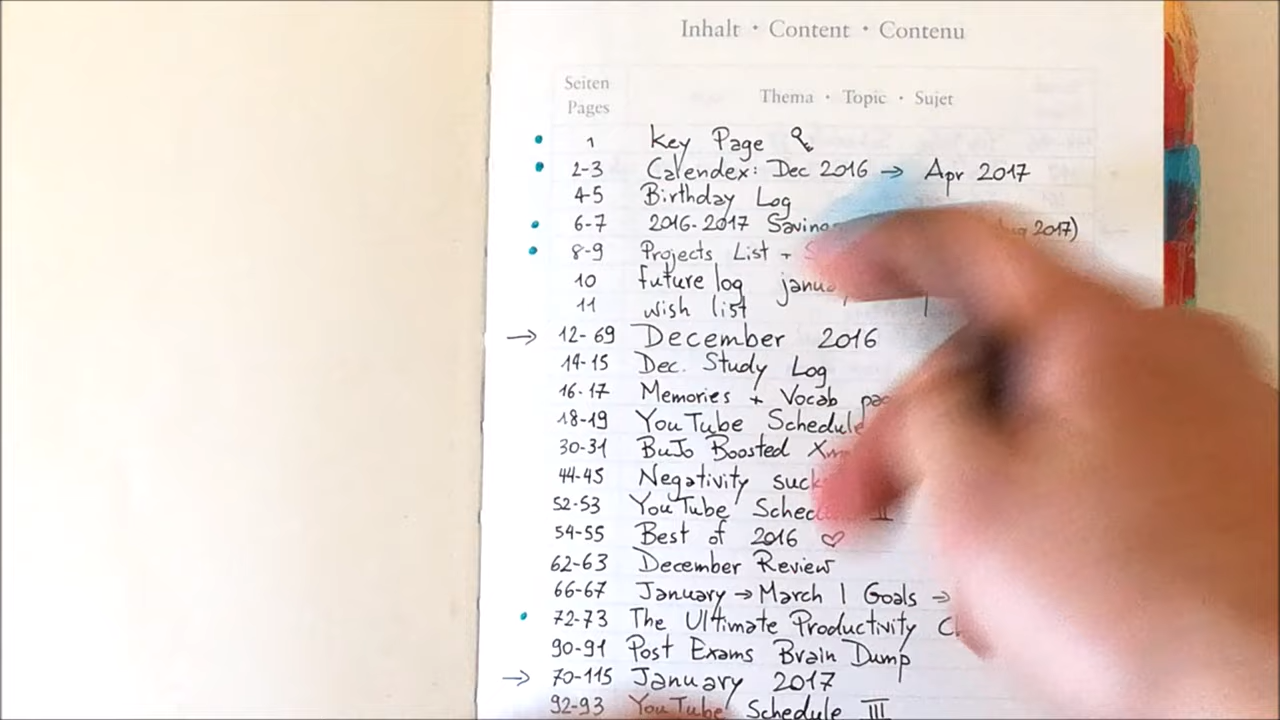 Inhalt • Content • Contenu
Seiten Pages
Thema • Topic • Sujet
1 Key Page
2-3 Calendex: Dec 2016 → Apr 2017
4-5 Birthday Log
6-7 2016-2017 2017)
8-9 Projects List +
10 future log
11 wish list
→ 12-69 December 2016
14-15 Dec. Study Log
16-17 Memories + Vocab
18-19 YouTube Schedule
30-31 BuJo Boosted
44-45 Negativity
52-53 YouTube II
54-55 Best of 2016 ♡
62-63 December Review
66-67 January → March | Goals →
72-73 The Ultimate Productivity
90-91 Post Exams Brain Dump
→ 70-115 January 2017
92-93 YouTube Schedule III